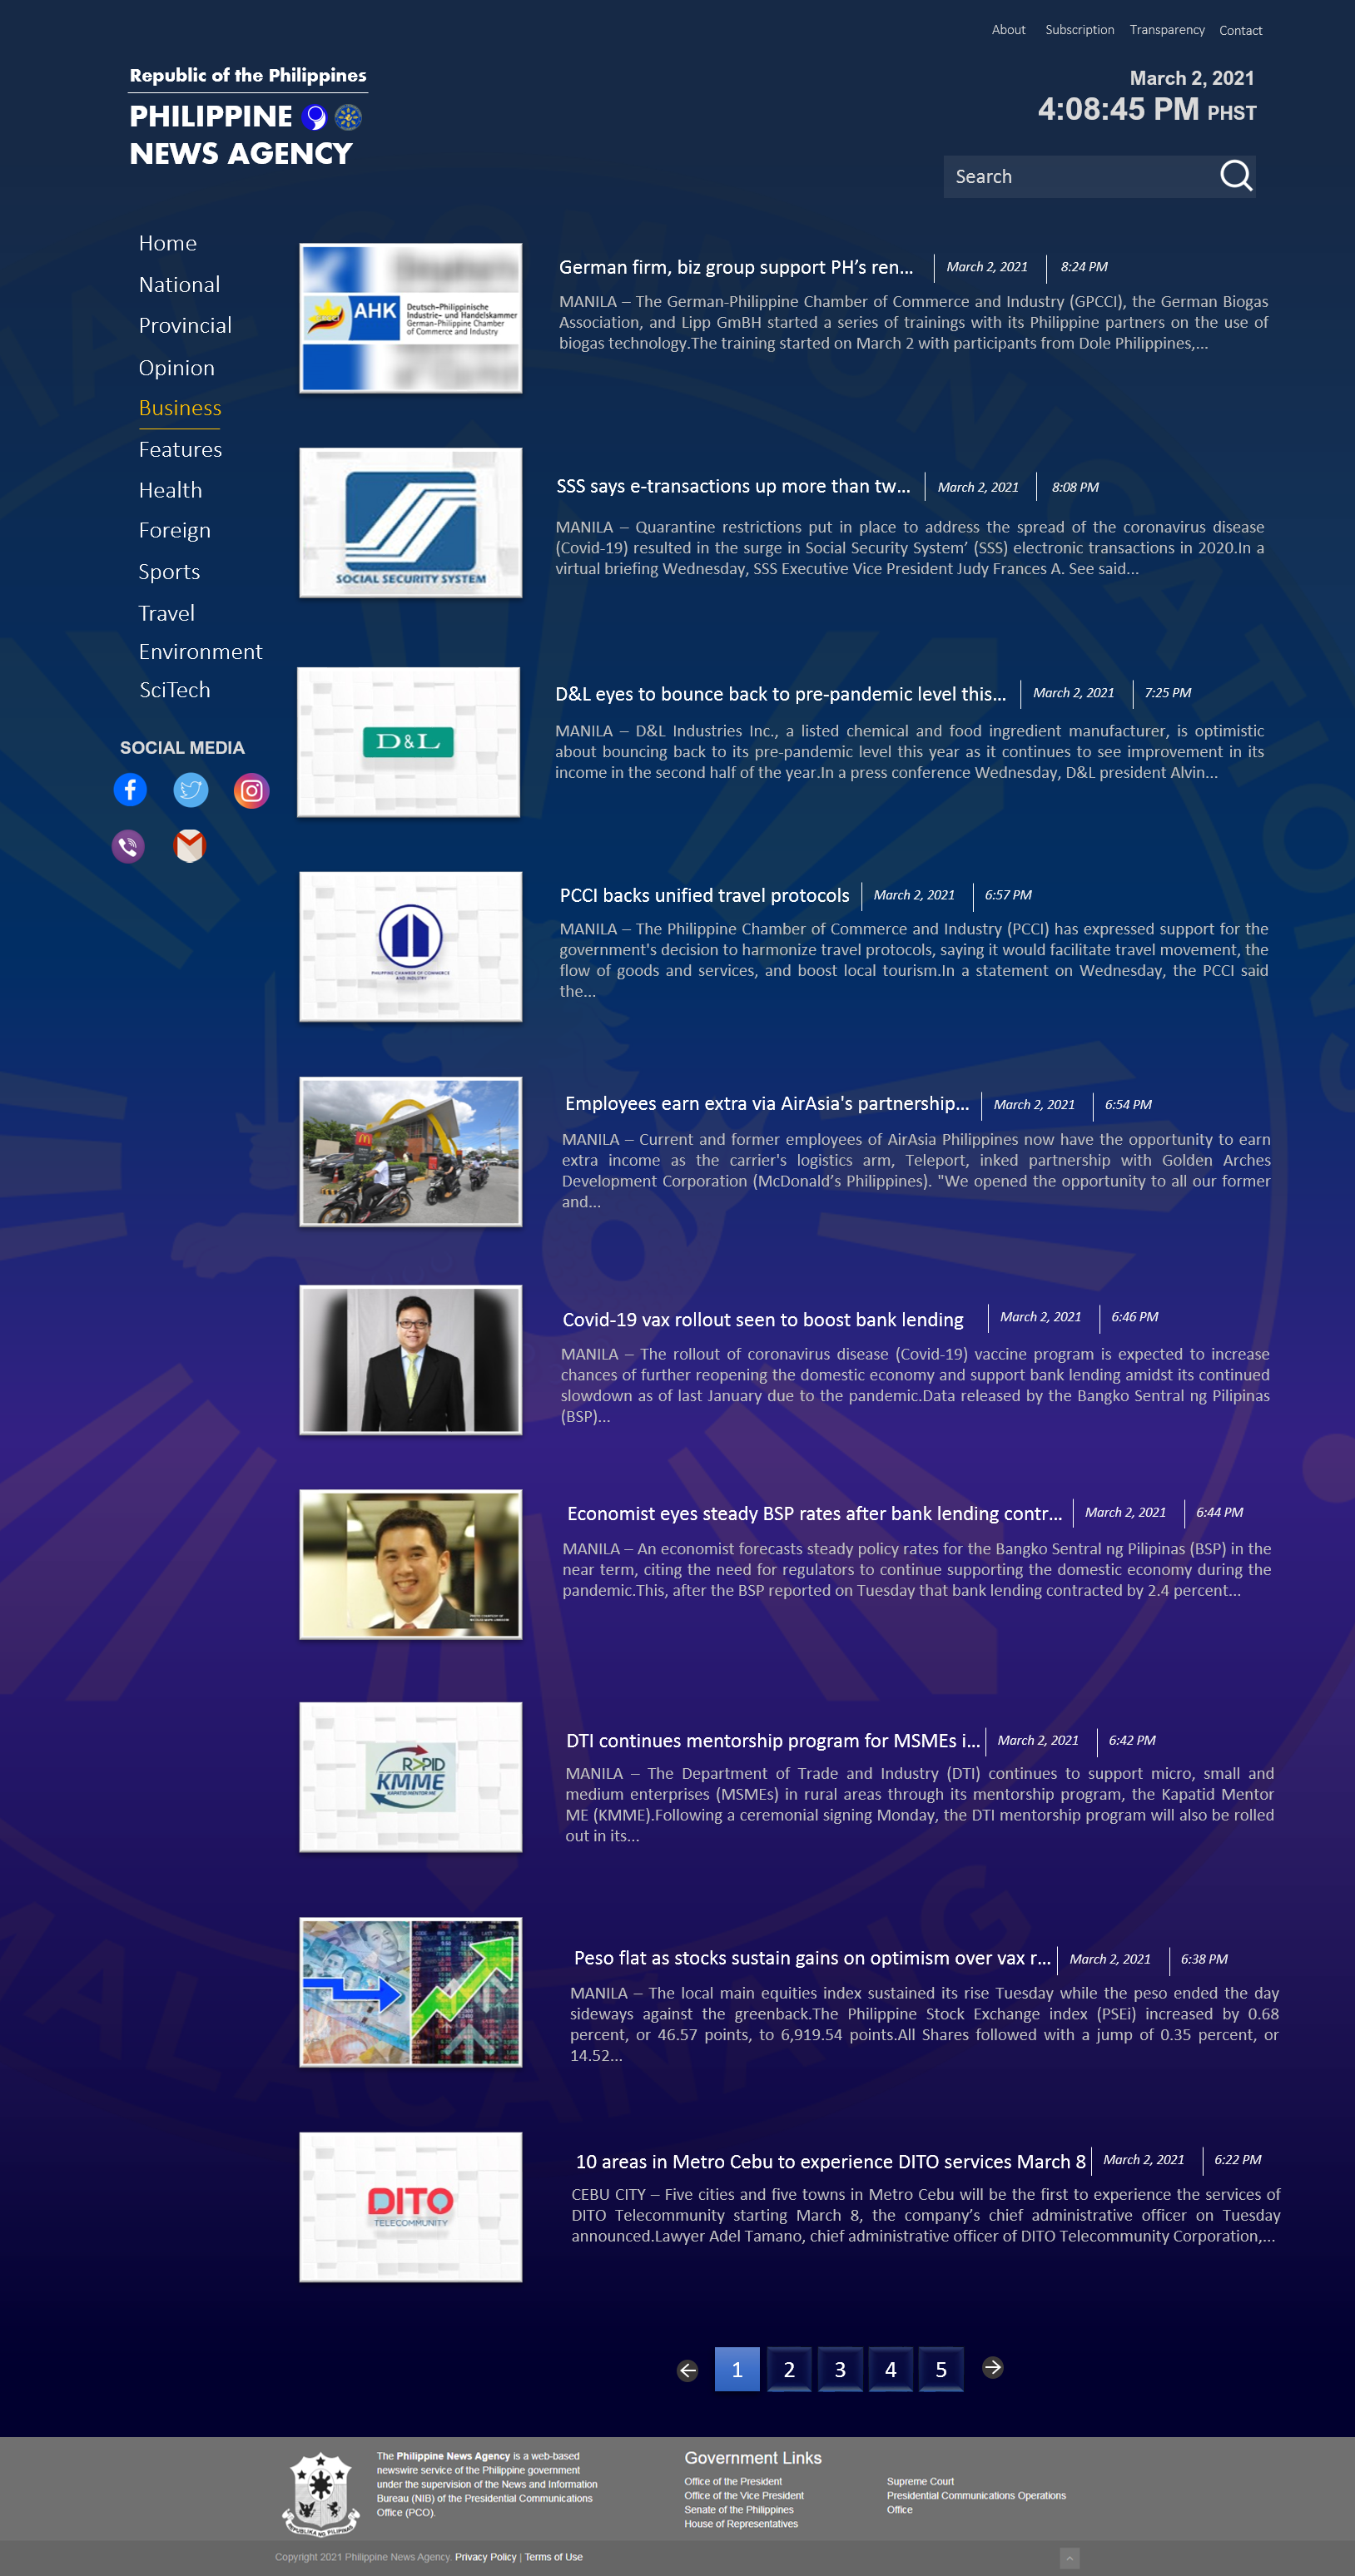 About Subscription Transparency Contact
Republic of the Philippines
PHILIPPINE
NEWS AGENCY
March 2, 2021
4:08:45 PM PHST
Search
Home
National
Provincial
Opinion
Business
Features
Health
Foreign
Sports
Travel
Environment
SciTech
SOCIAL MEDIA
AHK
Deutsch-Philippinische
Industrie- und Handelskammer
German-Philippine Chamber
of Commerce and Industry
German firm, biz group support PH’s ren... March 2, 2021 8:24 PM
MANILA – The German-Philippine Chamber of Commerce and Industry (GPCCI), the German Biogas
Association, and Lipp GmBH started a series of trainings with its Philippine partners on the use of
biogas technology.The training started on March 2 with participants from Dole Philippines,...
SOCIAL SECURITY SYSTEM
SSS says e-transactions up more than tw... March 2, 2021 8:08 PM
MANILA – Quarantine restrictions put in place to address the spread of the coronavirus disease
(Covid-19) resulted in the surge in Social Security System’ (SSS) electronic transactions in 2020.In a
virtual briefing Wednesday, SSS Executive Vice President Judy Frances A. See said...
D&L
D&L eyes to bounce back to pre-pandemic level this... March 2, 2021 7:25 PM
MANILA – D&L Industries Inc., a listed chemical and food ingredient manufacturer, is optimistic
about bouncing back to its pre-pandemic level this year as it continues to see improvement in its
income in the second half of the year.In a press conference Wednesday, D&L president Alvin...
PHILIPPINE CHAMBER OF COMMERCE
AND INDUSTRY
PCCI backs unified travel protocols March 2, 2021 6:57 PM
MANILA – The Philippine Chamber of Commerce and Industry (PCCI) has expressed support for the
government's decision to harmonize travel protocols, saying it would facilitate travel movement, the
flow of goods and services, and boost local tourism.In a statement on Wednesday, the PCCI said
the...
Employees earn extra via AirAsia's partnership... March 2, 2021 6:54 PM
MANILA – Current and former employees of AirAsia Philippines now have the opportunity to earn
extra income as the carrier's logistics arm, Teleport, inked partnership with Golden Arches
Development Corporation (McDonald’s Philippines). "We opened the opportunity to all our former
and...
Covid-19 vax rollout seen to boost bank lending March 2, 2021 6:46 PM
MANILA – The rollout of coronavirus disease (Covid-19) vaccine program is expected to increase
chances of further reopening the domestic economy and support bank lending amidst its continued
slowdown as of last January due to the pandemic.Data released by the Bangko Sentral ng Pilipinas
(BSP)...
Economist eyes steady BSP rates after bank lending contr... March 2, 2021 6:44 PM
MANILA – An economist forecasts steady policy rates for the Bangko Sentral ng Pilipinas (BSP) in the
near term, citing the need for regulators to continue supporting the domestic economy during the
pandemic.This, after the BSP reported on Tuesday that bank lending contracted by 2.4 percent...
RAPID
KMME
KAPATID MENTOR ME
DTI continues mentorship program for MSMEs i... March 2, 2021 6:42 PM
MANILA – The Department of Trade and Industry (DTI) continues to support micro, small and
medium enterprises (MSMEs) in rural areas through its mentorship program, the Kapatid Mentor
ME (KMME).Following a ceremonial signing Monday, the DTI mentorship program will also be rolled
out in its...
Peso flat as stocks sustain gains on optimism over vax r... March 2, 2021 6:38 PM
MANILA – The local main equities index sustained its rise Tuesday while the peso ended the day
sideways against the greenback.The Philippine Stock Exchange index (PSEi) increased by 0.68
percent, or 46.57 points, to 6,919.54 points.All Shares followed with a jump of 0.35 percent, or
14.52...
DITO
TELECOMMUNITY
10 areas in Metro Cebu to experience DITO services March 8 March 2, 2021 6:22 PM
CEBU CITY – Five cities and five towns in Metro Cebu will be the first to experience the services of
DITO Telecommunity starting March 8, the company’s chief administrative officer on Tuesday
announced.Lawyer Adel Tamano, chief administrative officer of DITO Telecommunity Corporation,...
1 2 3 4 5
The Philippine News Agency is a web-based
newswire service of the Philippine government
under the supervision of the News and Information
Bureau (NIB) of the Presidential Communications
Office (PCO).
Government Links
Office of the President
Office of the Vice President
Senate of the Philippines
House of Representatives
Supreme Court
Presidential Communications Operations
Office
Copyright 2021 Philippine News Agency. Privacy Policy | Terms of Use